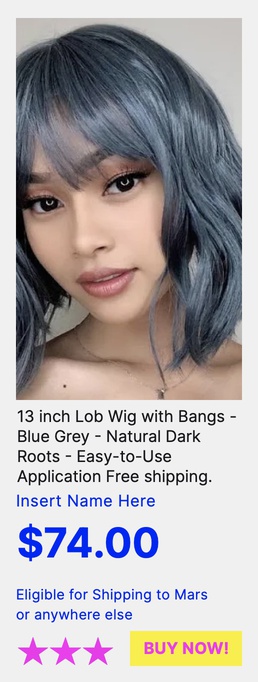 13 inch Lob Wig with Bangs -
Blue Grey - Natural Dark
Roots - Easy-to-Use
Application Free shipping.
Insert Name Here
$74.00
Eligible for Shipping to Mars
or anywhere else
BUY NOW!